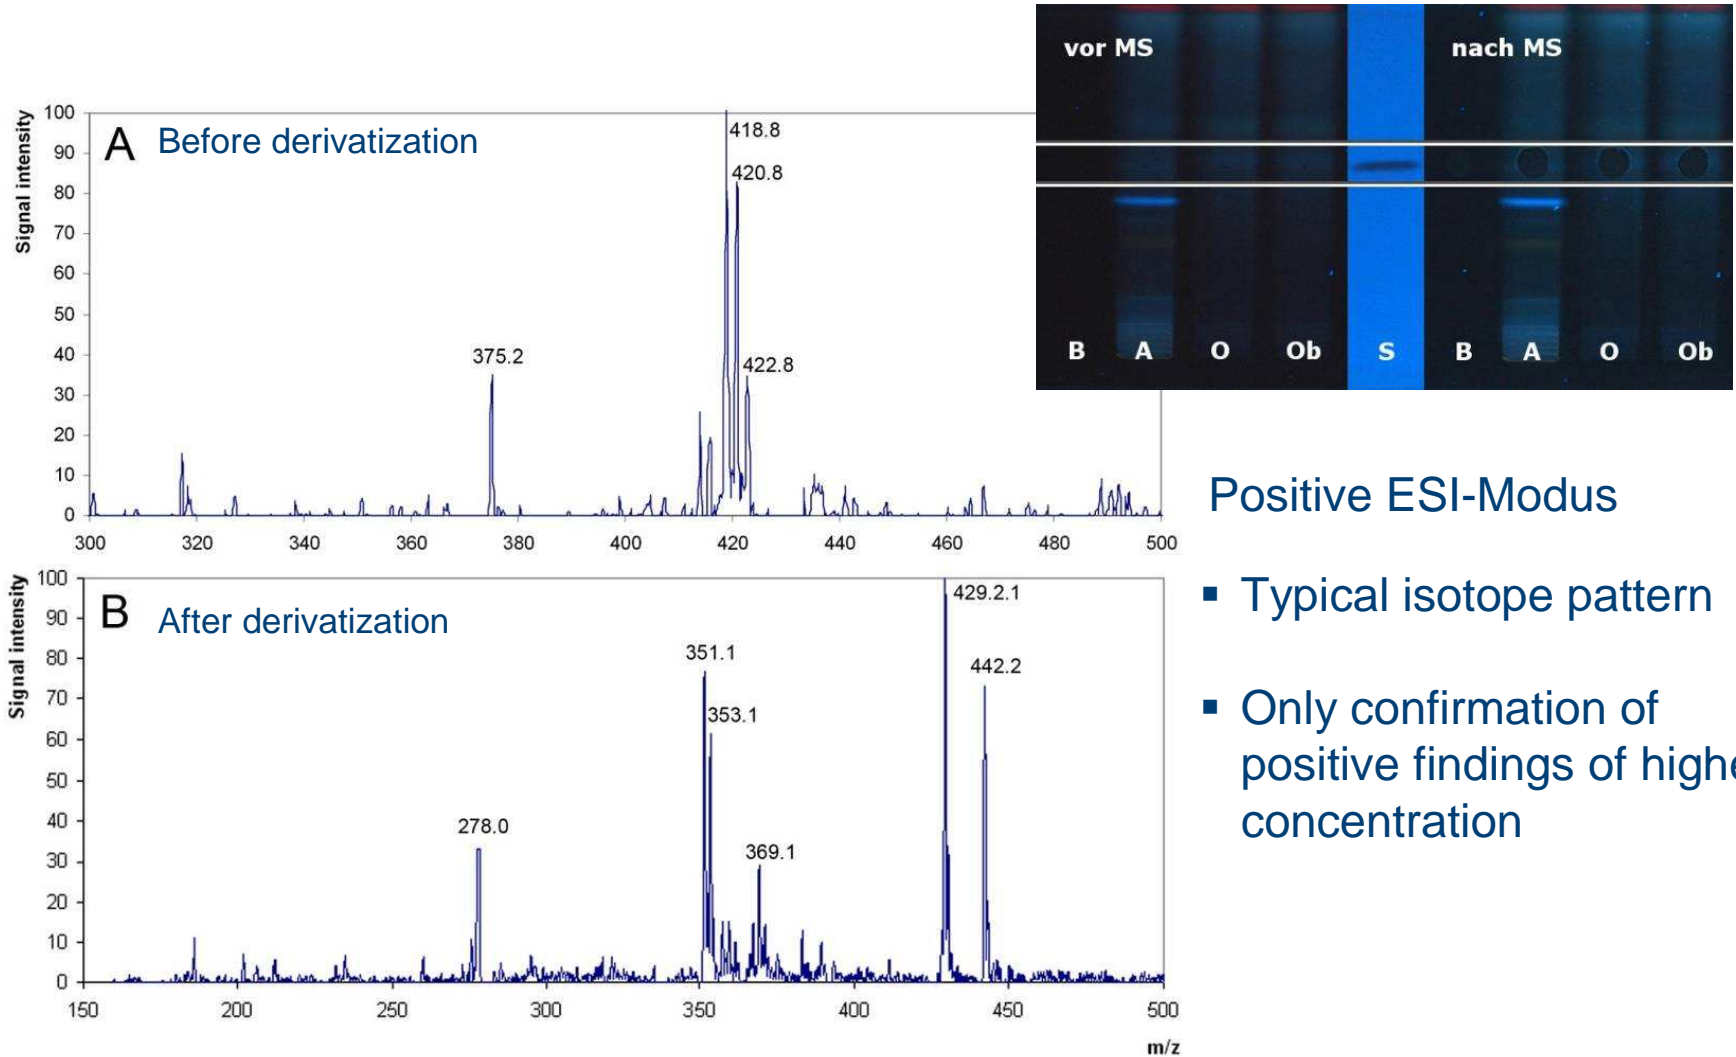 vor MS
nach MS
B A O Ob S B A O Ob
Signal intensity
A Before derivatization
100
90
80
70
60
50
40
30
20
10
0
418.8
420.8
375.2
422.8
300 320 340 360 380 400 420 440 460 480 500
Signal intensity
B After derivatization
100
90
80
70
60
50
40
30
20
10
0
429.2.1
351.1
442.2
353.1
278.0
369.1
150 200 250 300 350 400 450 500
m/z
Positive ESI-Modus
▪ Typical isotope pattern
▪ Only confirmation of
positive findings of highe
concentration